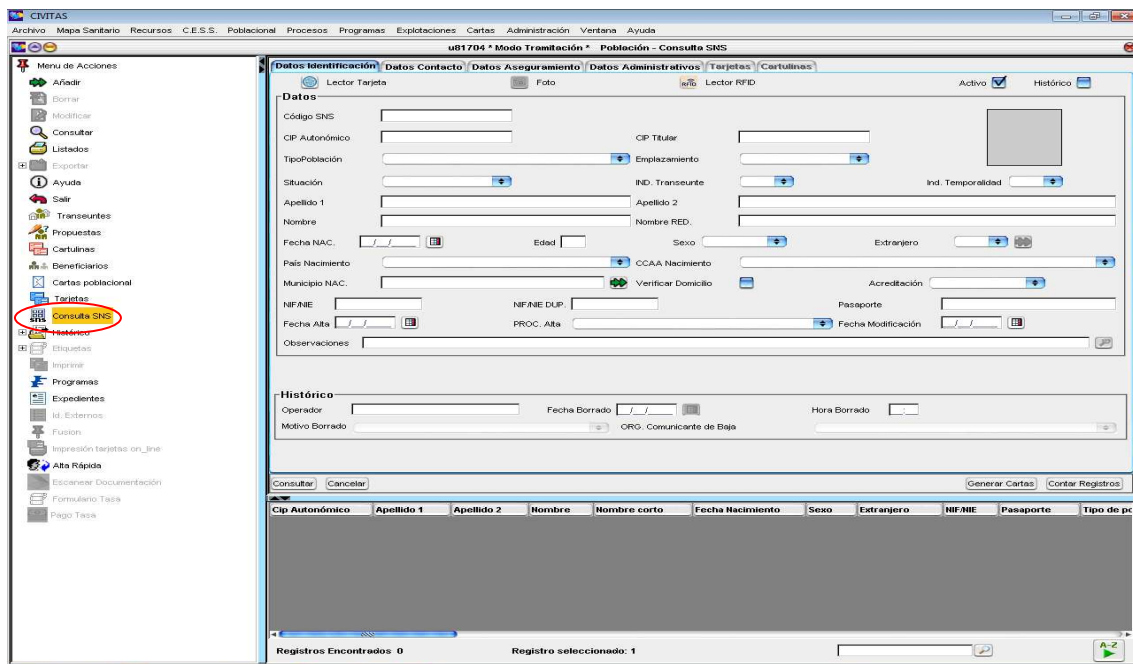 CIVITAS
Archivo Mapa Sanitario Recursos C.E.S.S. Poblacional Procesos Programas Explotaciones Cartas Administración Ventana Ayuda
u81704 * Modo Tramitación * Población - Consulta SNS
Menu de Acciones
Añadir
Borrar
Modificar
Consultar
Listados
Exportar
Ayuda
Salir
Transeuntes
Propuestas
Cartulinas
Beneficiarios
Cartas poblacional
Tarjetas
Consulta SNS
Histórico
Etiquetas
Imprimir
Programas
Expedientes
Id. Externos
Fusion
Impresión tarjetas on_line
Alta Rápida
Escanear Documentación
Formulario Tasa
Pago Tasa
Datos Identificación Datos Contacto Datos Aseguramiento Datos Administrativos Tarjetas Cartulinas
Lector Tarjeta Foto RFID Lector RFID Activo Histórico
Datos
Código SNS
CIP Autonómico CIP Titular
TipoPoblación Emplazamiento
Situación IND. Transeunte Ind. Temporalidad
Apellido 1 Apellido 2
Nombre Nombre RED.
Fecha NAC. _/_/_ Edad Sexo Extranjero
País Nacimiento CCAA Nacimiento
Municipio NAC. Verificar Domicilio Acreditación
NIF/NIE NIF/NIE DUP. Pasaporte
Fecha Alta _/_/_ PROC. Alta Fecha Modificación _/_/_
Observaciones
Histórico
Operador Fecha Borrado _/_/_ Hora Borrado _:_
Motivo Borrado ORG. Comunicante de Baja
Consultar Cancelar Generar Cartas Contar Registros
Cip Autonómico Apellido 1 Apellido 2 Nombre Nombre corto Fecha Nacimiento Sexo Extranjero NIF/NIE Pasaporte Tipo de po
Registros Encontrados 0 Registro seleccionado: 1 A-Z